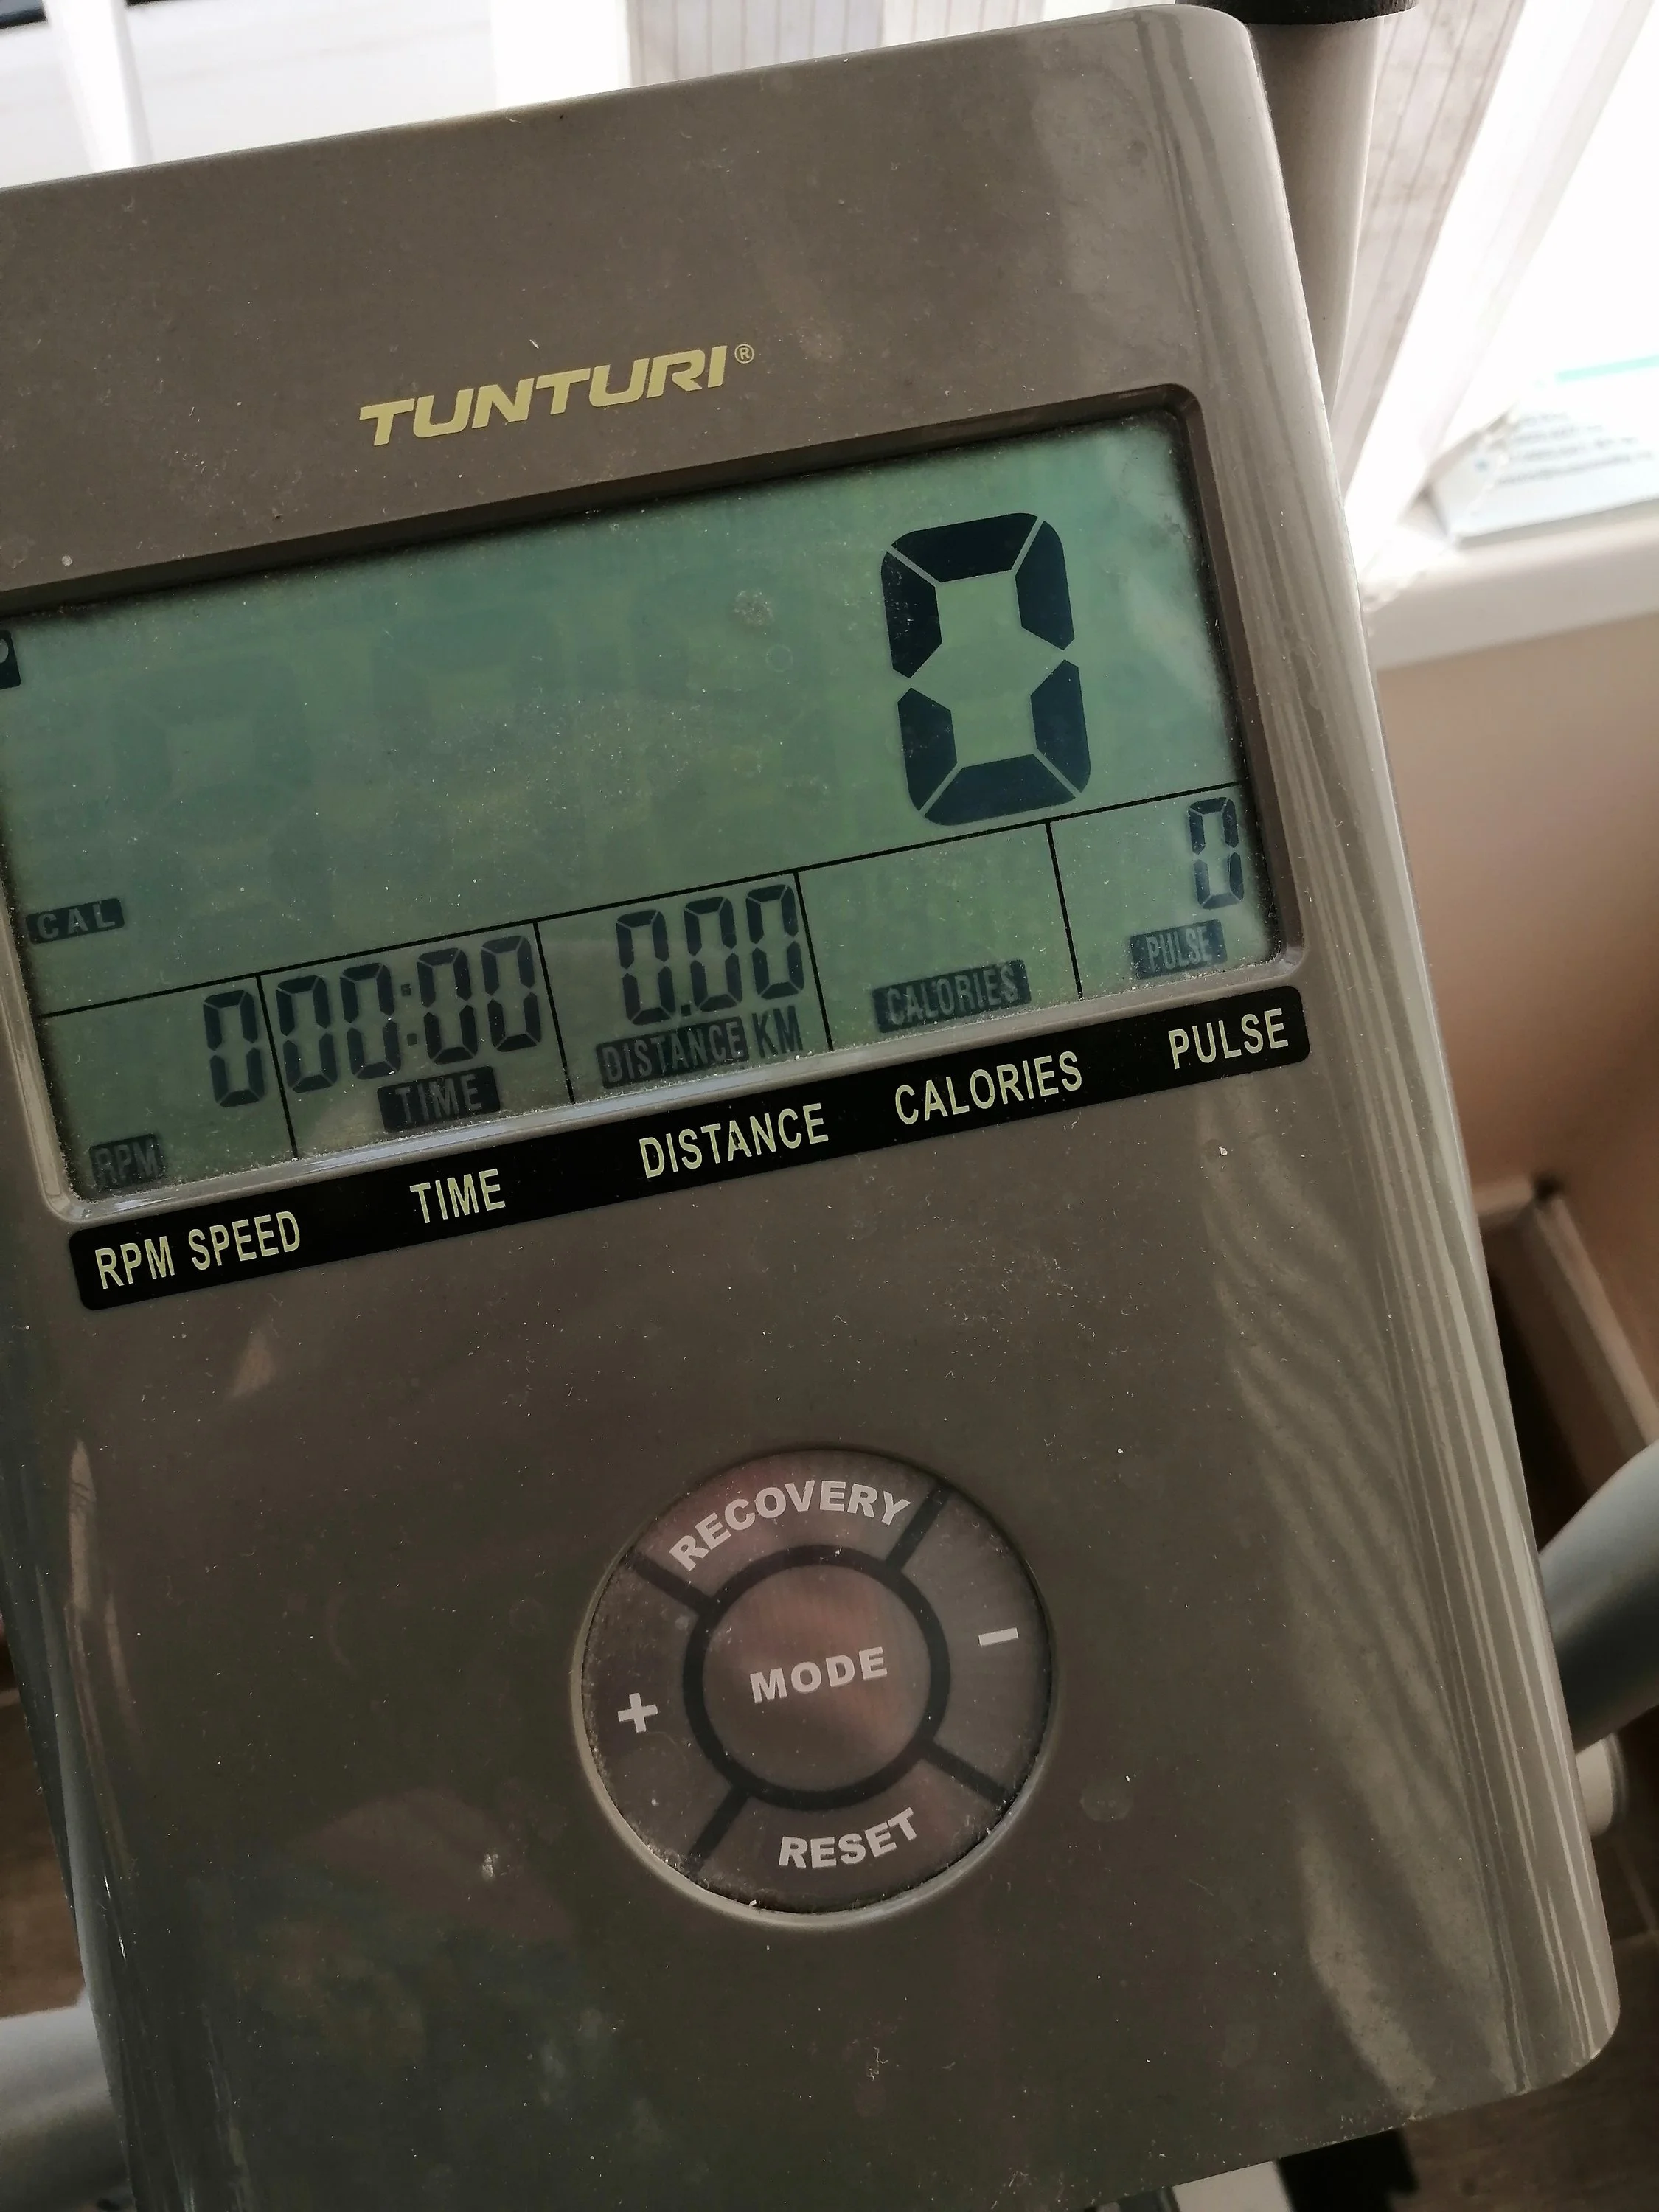 TUNTURI®
0
CAL
0 000:00 0.00 0
RPM TIME DISTANCE KM CALORIES PULSE
RPM SPEED TIME DISTANCE CALORIES PULSE
RECOVERY
+ MODE -
RESET